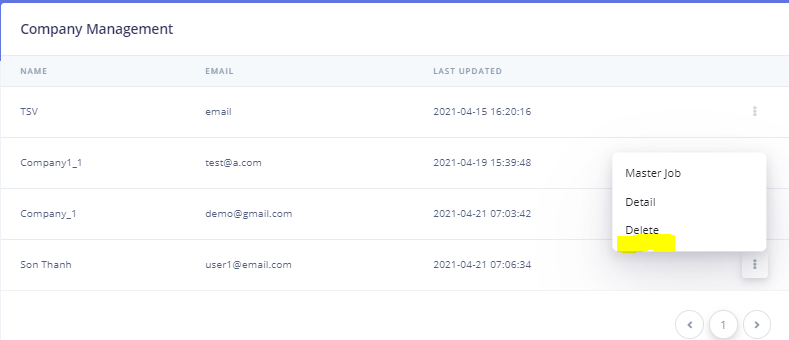 Company Management
NAME EMAIL LAST UPDATED
TSV email 2021-04-15 16:20:16
Company1_1 test@a.com 2021-04-19 15:39:48
Master Job
Detail
Company_1 demo@gmail.com 2021-04-21 07:03:42
Delete
Son Thanh user1@email.com 2021-04-21 07:06:34
1